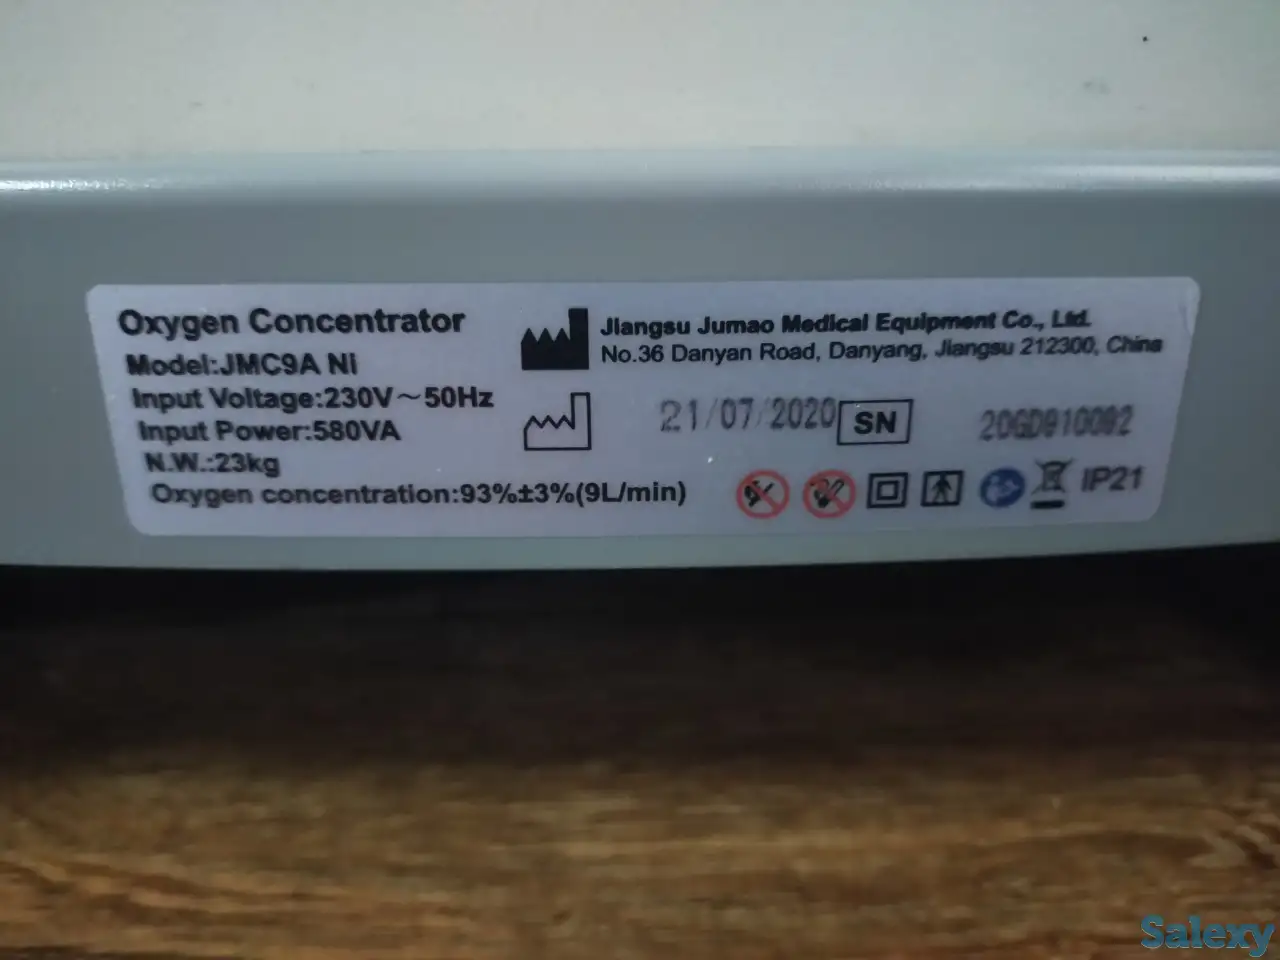 Oxygen Concentrator
Model:JMC9A Ni
Input Voltage:230V～50Hz
Input Power:580VA
N.W.:23kg
Oxygen concentration:93%±3%(9L/min)
Jiangsu Jumao Medical Equipment Co., Ltd.
No.36 Danyan Road, Danyang, Jiangsu 212300, China
21/07/2020 SN
IP21
Salexy